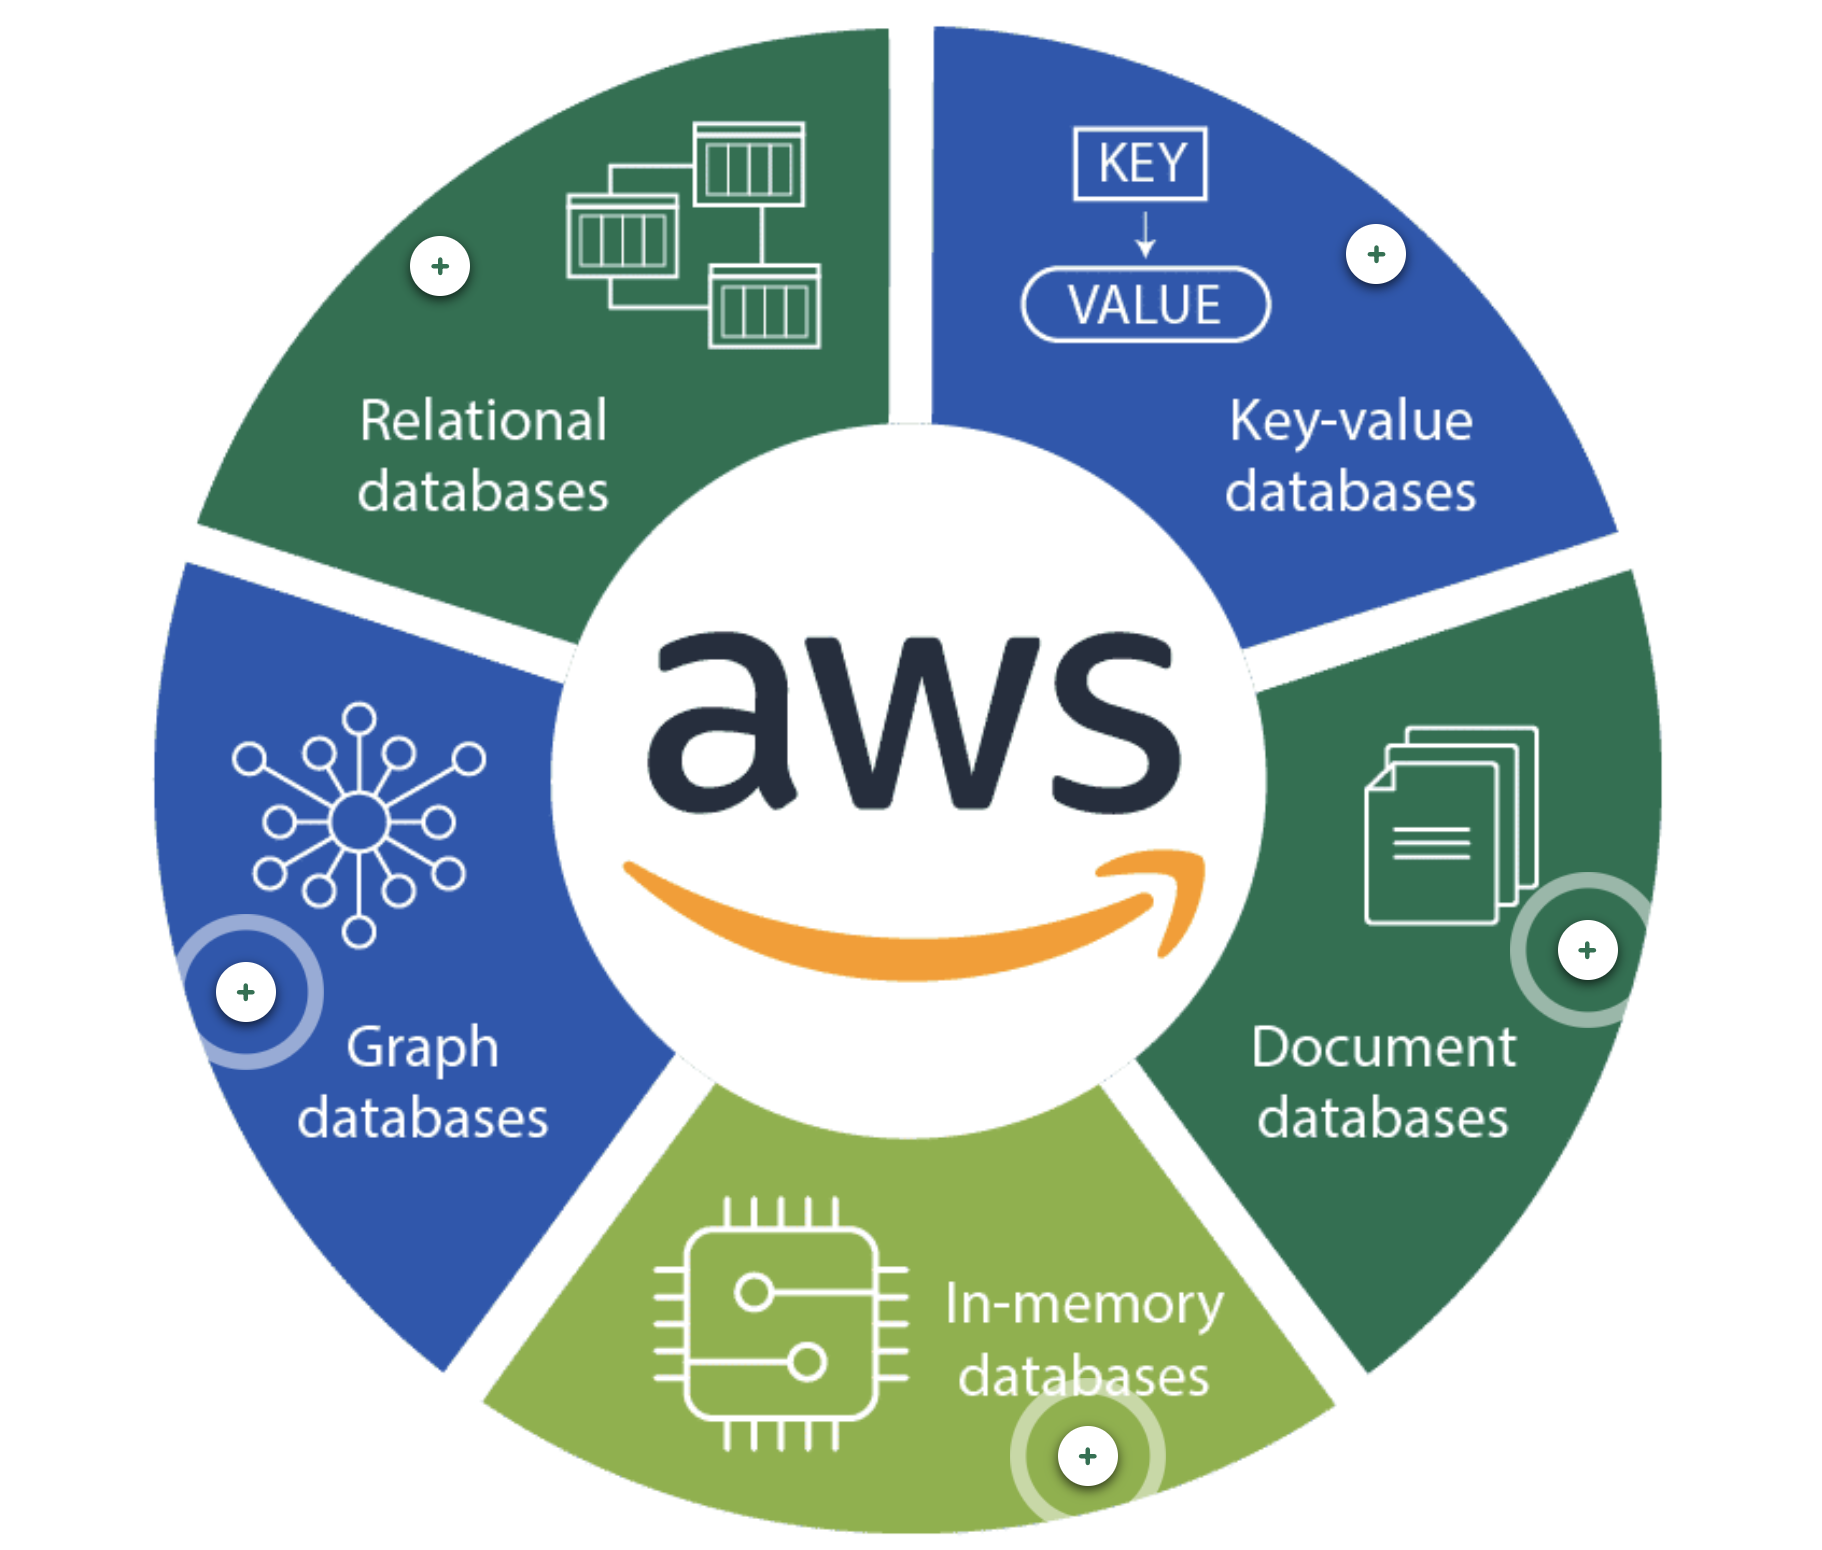 Relational
databases
KEY
VALUE
Key-value
databases
aws
Graph
databases
Document
databases
In-memory
databases